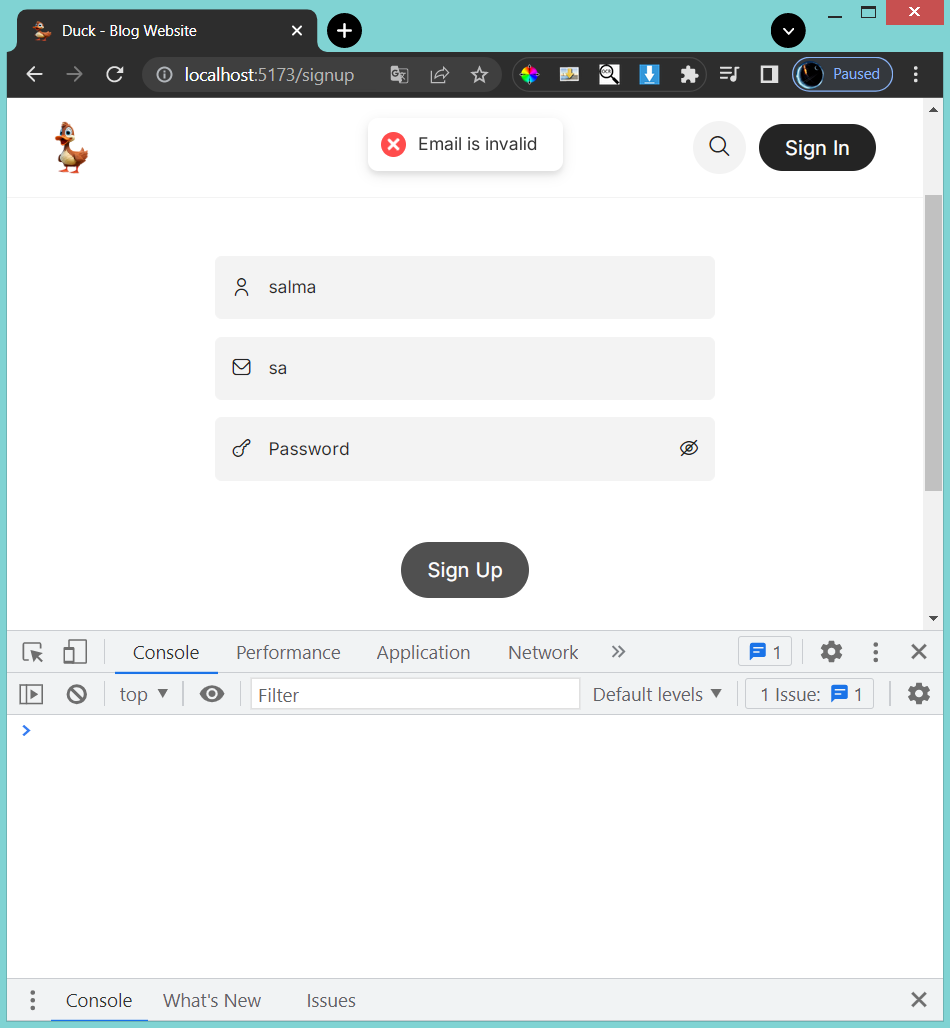 Duck - Blog Website
localhost:5173/signup
Paused
Email is invalid
Sign In
salma
sa
Password
Sign Up
Console Performance Application Network 1
top Filter Default levels 1 Issue: 1
Console What's New Issues